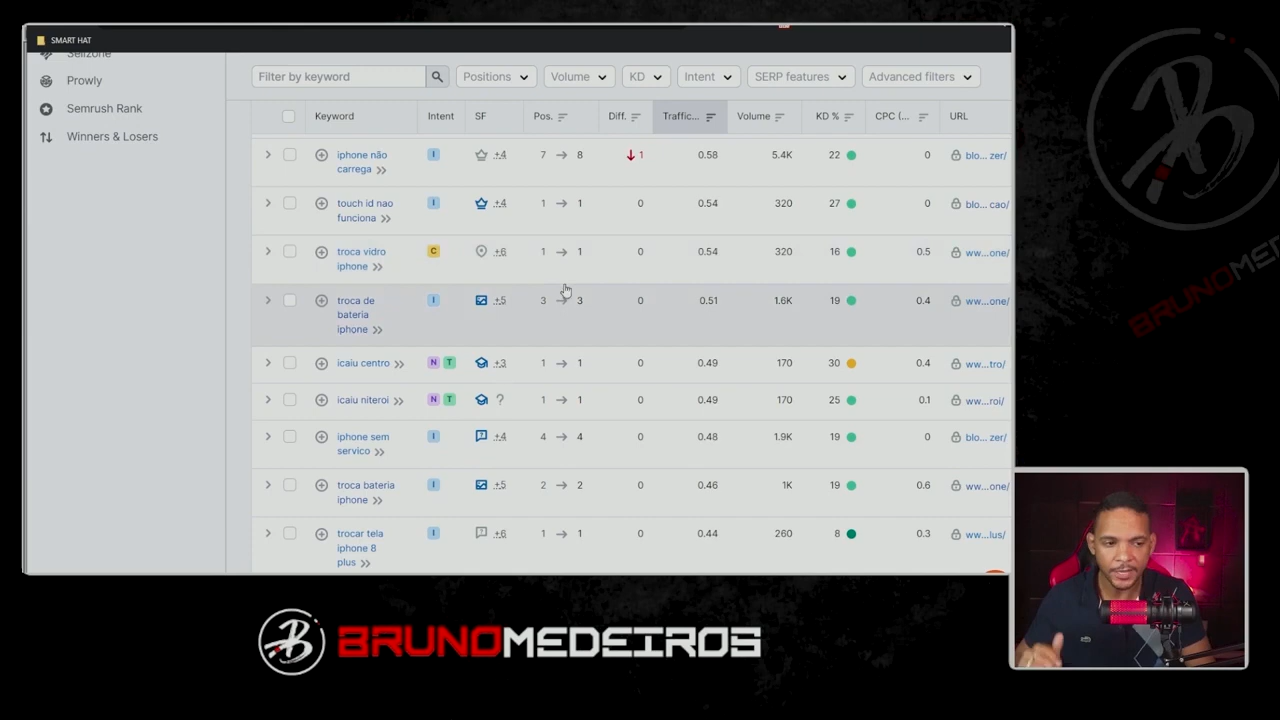 SMART HAT
Sellzone
Prowly
Semrush Rank
Winners & Losers
Filter by keyword
Positions
Volume
KD
Intent
SERP features
Advanced filters
Keyword Intent SF Pos. Diff. Traffic... Volume KD % CPC (... URL
iphone não I +4 7 → 8 ↓ 1 0.58 5.4K 22 0 blo... zer/
carrega >>
touch id nao I +4 1 → 1 0 0.54 320 27 0 blo... cao/
funciona >>
troca vidro C +6 1 → 1 0 0.54 320 16 0.5 ww...one/
iphone >>
troca de I +5 3 → 3 0 0.51 1.6K 19 0.4 ww...one/
bateria
iphone >>
icaiu centro >> N T +3 1 → 1 0 0.49 170 30 0.4 ww...tro/
icaiu niteroi >> N T ? 1 → 1 0 0.49 170 25 0.1 ww...roi/
iphone sem I +4 4 → 4 0 0.48 1.9K 19 0 blo... zer/
servico >>
troca bateria I +5 2 → 2 0 0.46 1K 19 0.6 ww...one/
iphone >>
trocar tela I +6 1 → 1 0 0.44 260 8 0.3 ww...lus/
iphone 8
plus >>
BRUNOMEDEIROS
BRUNOME